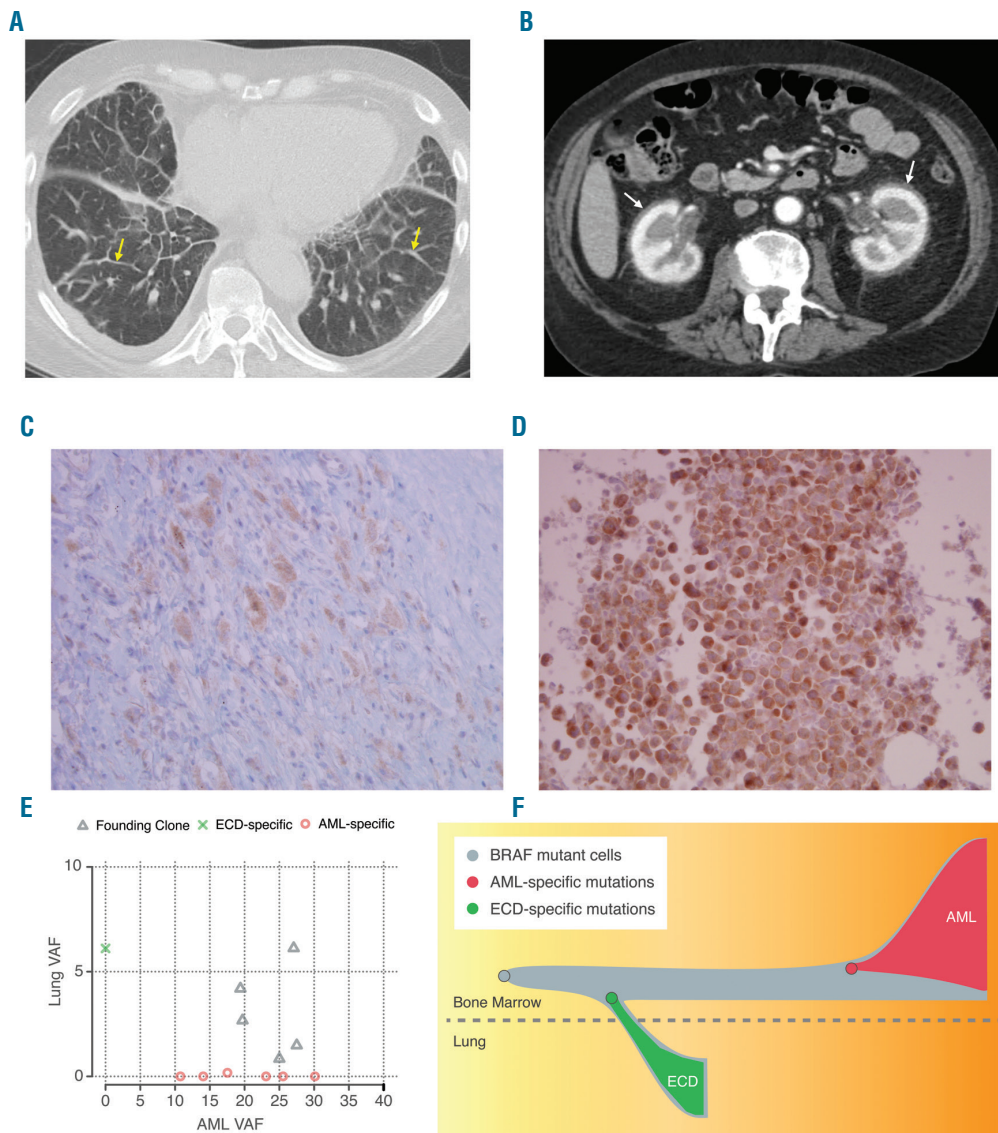 A
B
C
D
E
F
Founding Clone ECD-specific AML-specific
10
5
0
Lung VAF
0 5 10 15 20 25 30 35 40
AML VAF
BRAF mutant cells
AML-specific mutations
ECD-specific mutations
AML
Bone Marrow
Lung
ECD